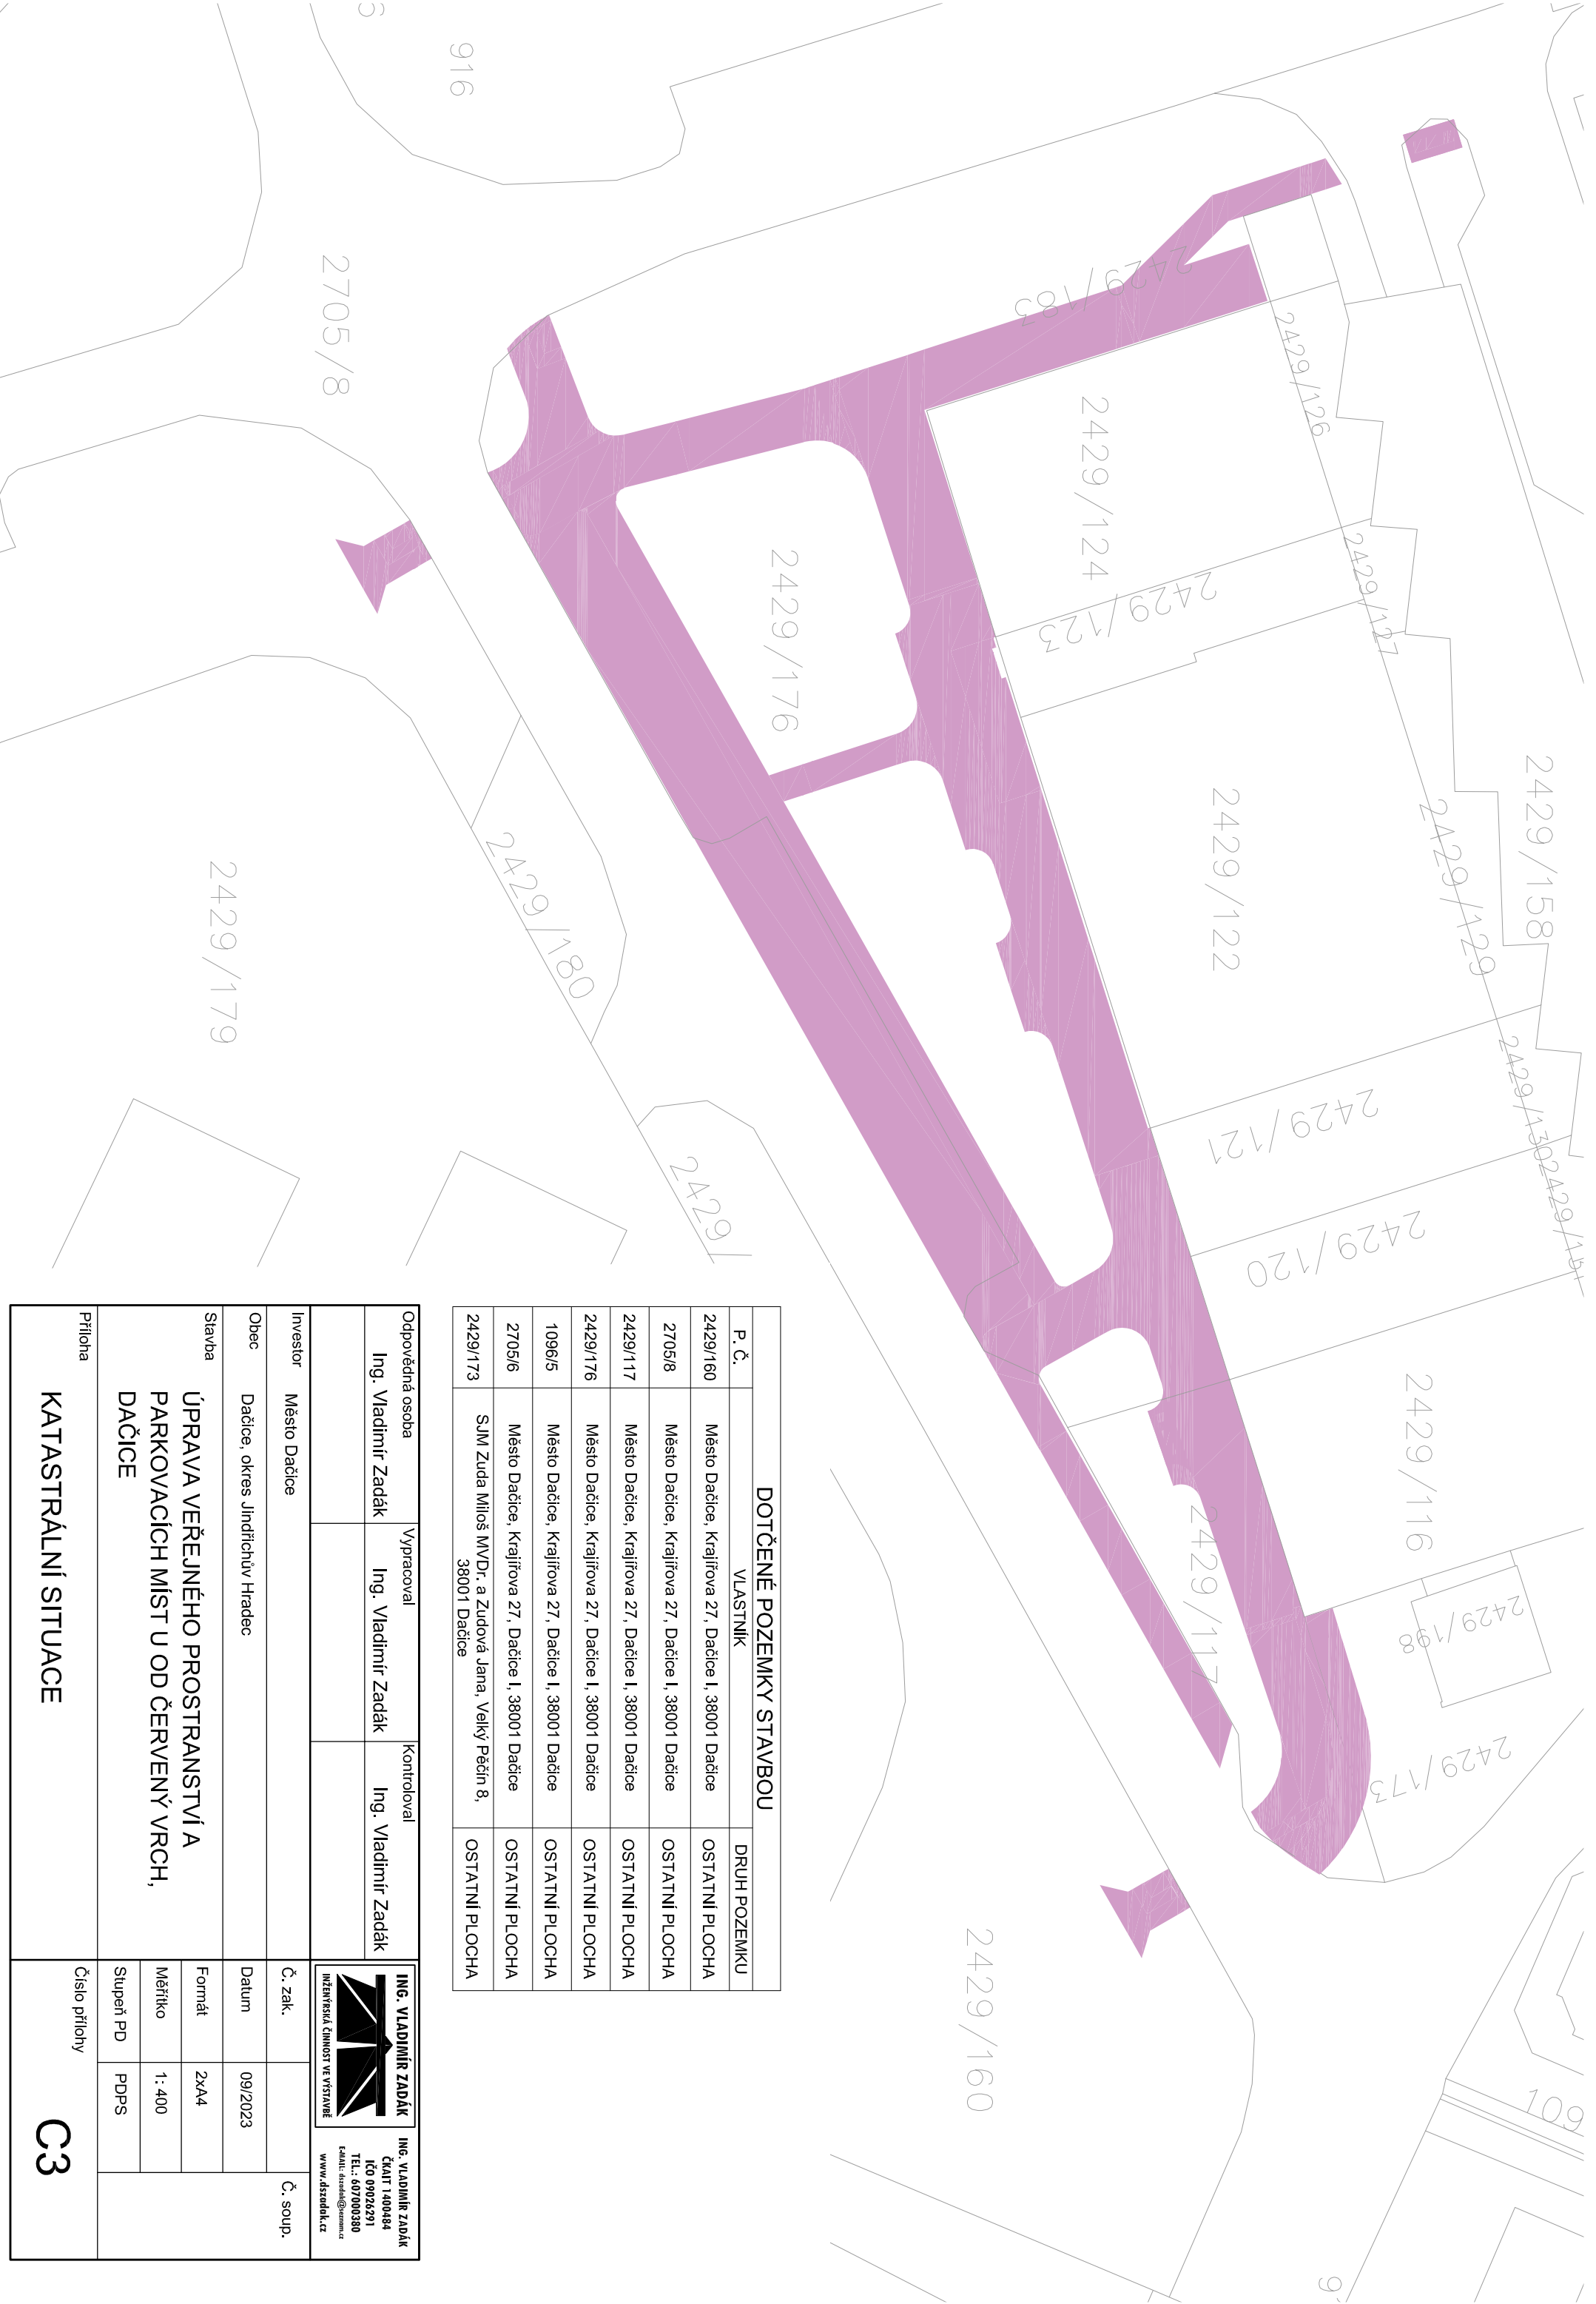 916
2705/8
2429/183
2429/126
2429/124
2429/123
2429/127
2429/176
2429/122
2429/129
2429/158
2429/180
2429/179
2429/121
2429/120
2429/130
2429/
2429/116
2429/198
2429/117
2429/173
2429/160
109
DOTČENÉ POZEMKY STAVBOU
P. Č. VLASTNÍK DRUH POZEMKU
2429/160 Město Dačice, Krajířova 27, Dačice I, 38001 Dačice OSTATNÍ PLOCHA
2705/8 Město Dačice, Krajířova 27, Dačice I, 38001 Dačice OSTATNÍ PLOCHA
2429/117 Město Dačice, Krajířova 27, Dačice I, 38001 Dačice OSTATNÍ PLOCHA
2429/176 Město Dačice, Krajířova 27, Dačice I, 38001 Dačice OSTATNÍ PLOCHA
1096/5 Město Dačice, Krajířova 27, Dačice I, 38001 Dačice OSTATNÍ PLOCHA
2705/6 Město Dačice, Krajířova 27, Dačice I, 38001 Dačice OSTATNÍ PLOCHA
2429/173 SJM Zuda Miloš MVDr. a Zudová Jana, Velký Pěčín 8, OSTATNÍ PLOCHA
38001 Dačice
Odpovědná osoba Vypracoval Kontroloval
Ing. Vladimír Zadák Ing. Vladimír Zadák Ing. Vladimír Zadák
ING. VLADIMÍR ZADÁK
INŽENÝRSKÁ ČINNOST VE VÝSTAVBĚ
ING. VLADIMÍR ZADÁK
ČKAIT 1400484
IČO 09026291
TEL.: 607000380
E-MAIL: dszadak@seznam.cz
www.dszadak.cz
Investor Město Dačice
Obec Dačice, okres Jindřichův Hradec
Stavba ÚPRAVA VEŘEJNÉHO PROSTRANSTVÍ A
PARKOVACÍCH MÍST U OD ČERVENÝ VRCH,
DAČICE
Č. zak. Č. soup.
Datum 09/2023
Formát 2xA4
Měřítko 1: 400
Stupeň PD PDPS
Příloha
KATASTRÁLNÍ SITUACE
Číslo přílohy
C3